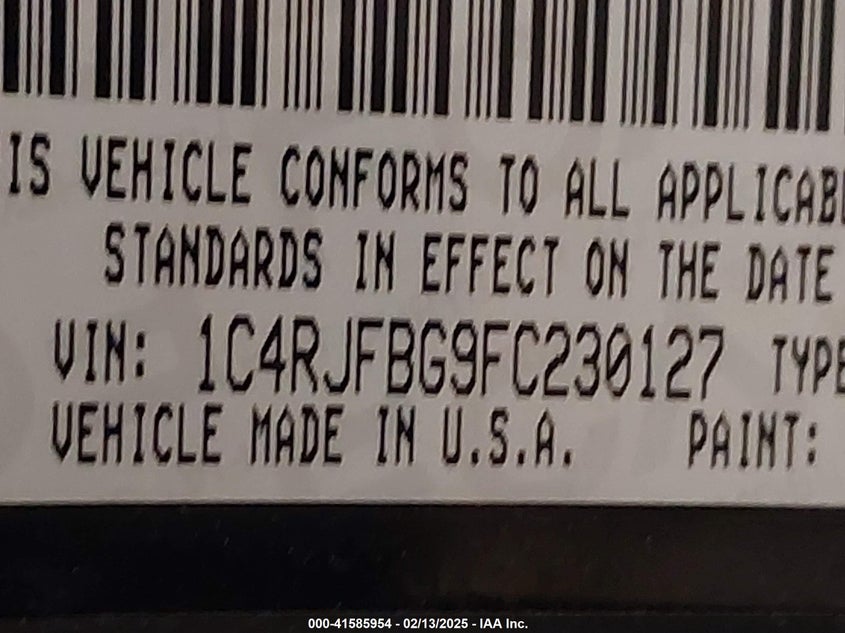 IS VEHICLE CONFORMS TO ALL APPLICABL
STANDARDS IN EFFECT ON THE DATE
VIN: 1C4RJFBG9FC230127 TYPE
VEHICLE MADE IN U.S.A. PAINT:
000-41585954 - 02/13/2025 - IAA Inc.